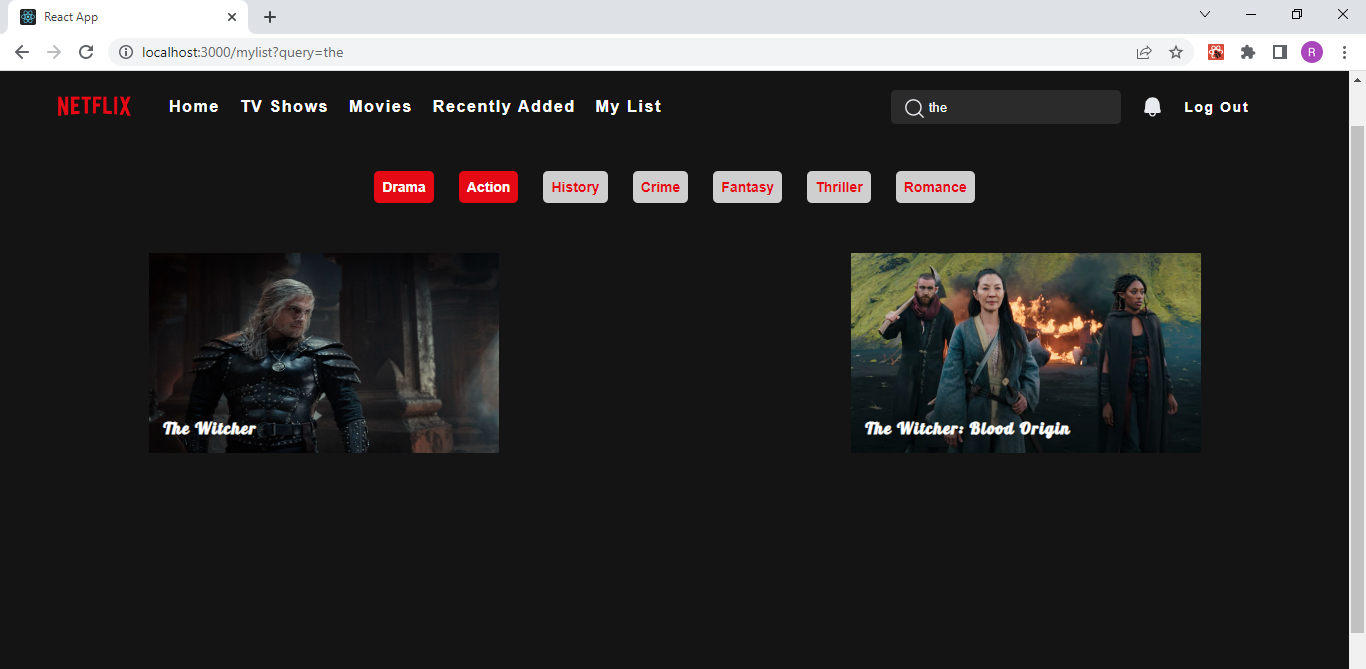 React App
localhost:3000/mylist?query=the
R
NETFLIX
Home TV Shows Movies Recently Added My List
the
Log Out
Drama Action History Crime Fantasy Thriller Romance
The Witcher
The Witcher: Blood Origin